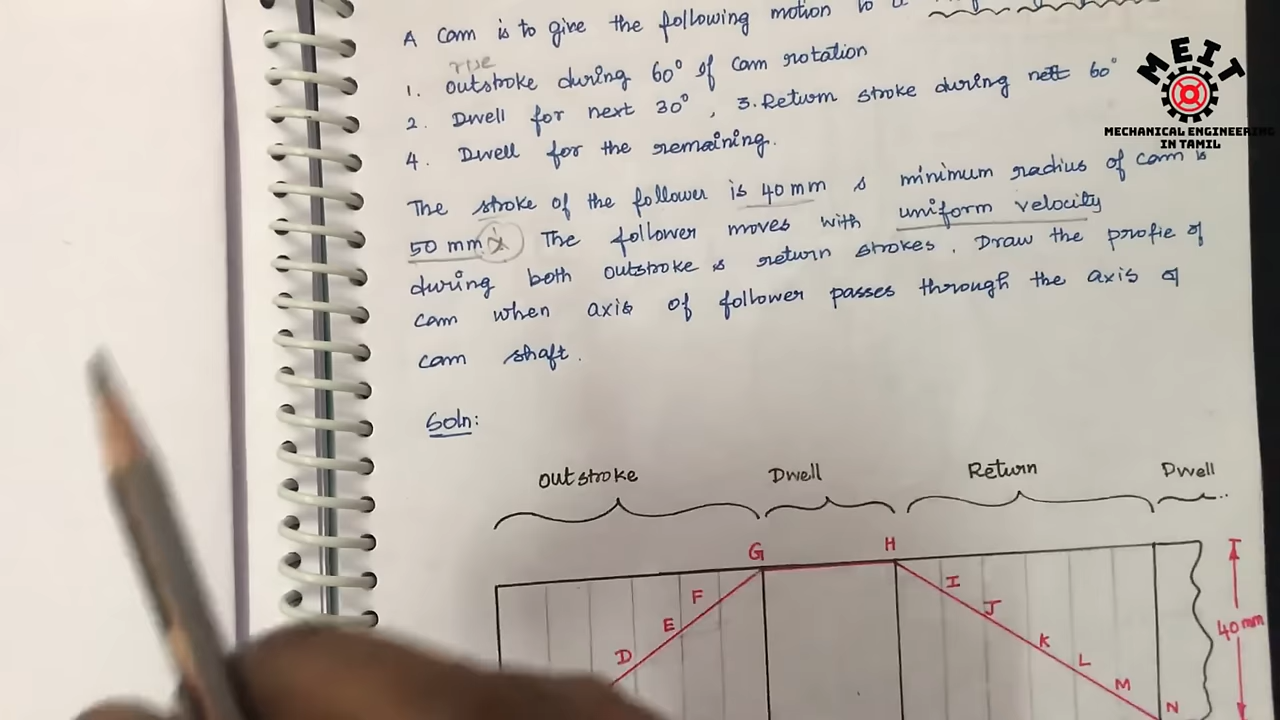 A cam is to give the following motion to a
rise
1. Outstroke during 60° of cam rotation
2. Dwell for next 30°, 3. Return stroke during nett 60°
4. Dwell for the remaining.
The stroke of the follower is 40 mm & minimum radius of cam is
50 mm. The follower moves with uniform velocity
during both outstroke & return strokes. Draw the profie of
cam when axis of follower passes through the axis of
cam shaft.
Soln:
outstroke Dwell Return Dwell
G H
F I
E J
D K
L
M
N
40 mm
MEIT
MECHANICAL ENGINEERING
IN TAMIL